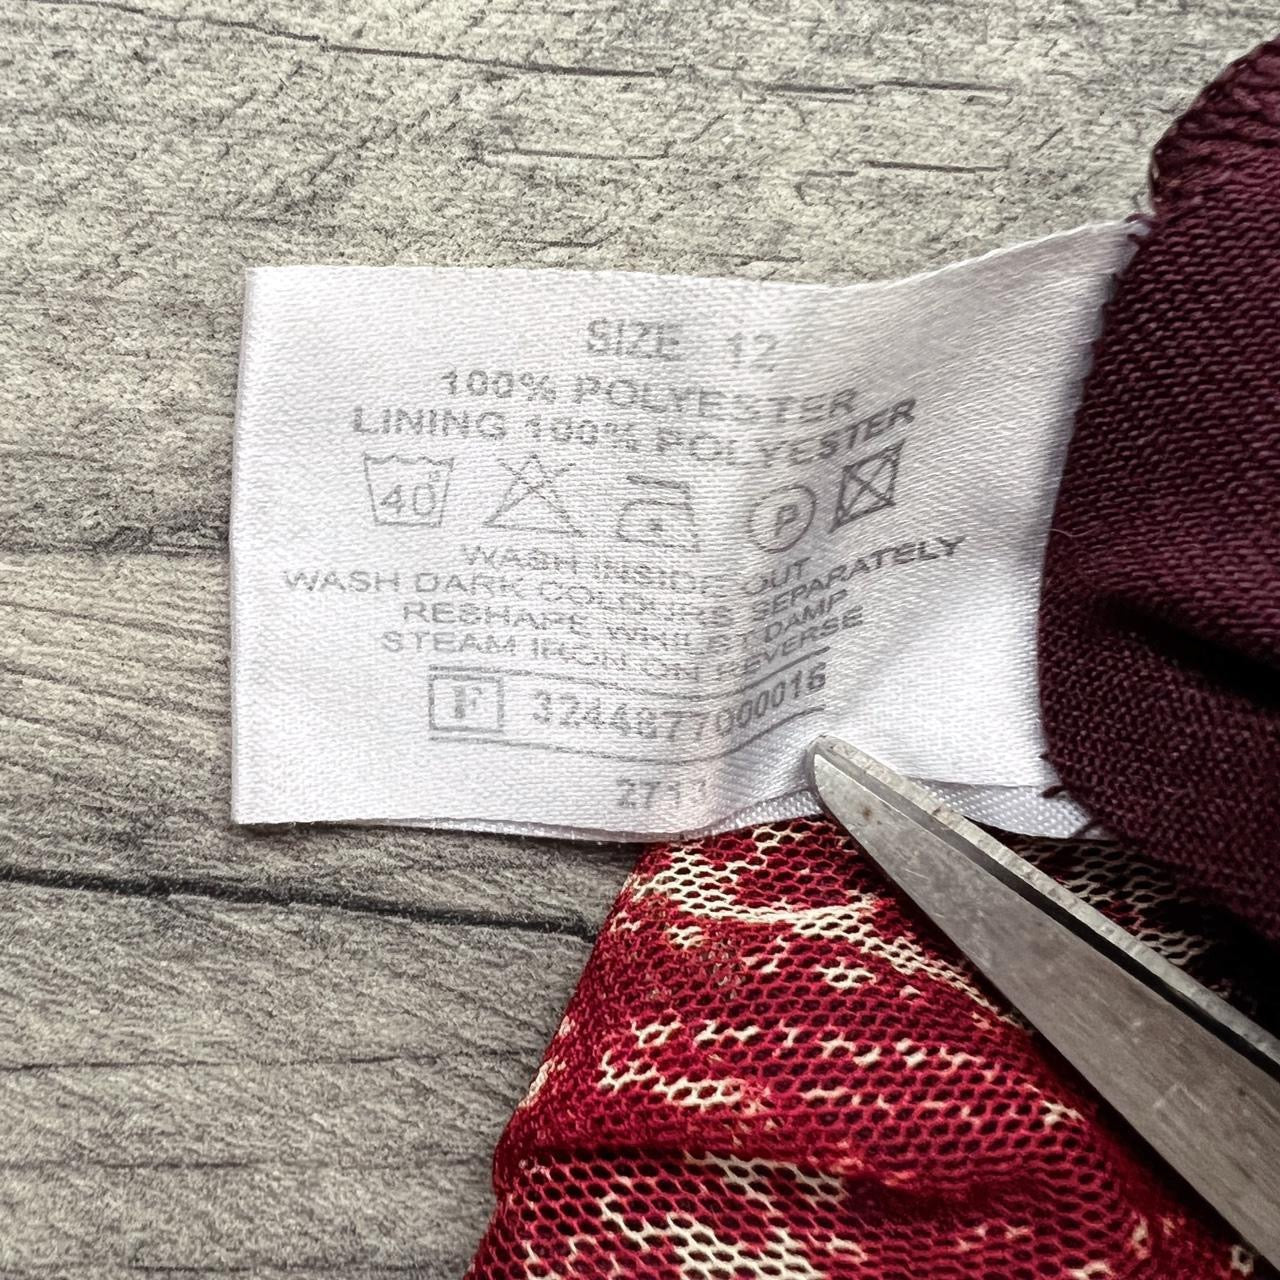 SIZE 12
100% POLYESTER
LINING 100% POLYESTER
40 P
WASH INSIDE OUT
WASH DARK COLOURS SEPARATELY
RESHAPE WHILST DAMP
STEAM IRON ON REVERSE
F 3244877000016